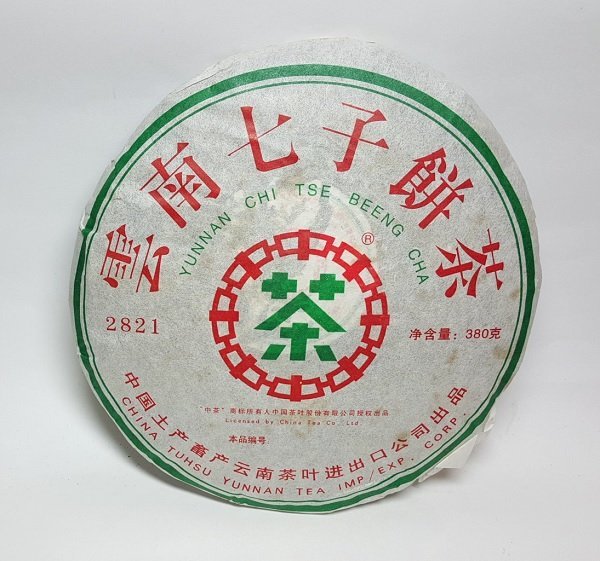 雲南七子餅茶
YUNNAN CHI TSE BEENG CHA
®
茶
2821
净含量：380克
"中茶"商标所有人中国茶叶股份有限公司授权出品
Licensed by China Tea Co., Ltd.
本品编号：
中国土产畜产云南茶叶进出口公司出品
CHINA TUHSU YUNNAN TEA IMP/EXP. CORP.